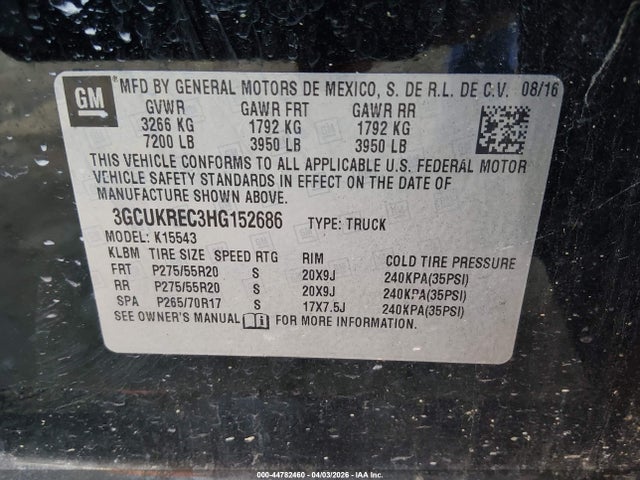 GM
® MFD BY GENERAL MOTORS DE MEXICO, S. DE R.L. DE C.V. 08/16
GVWR GAWR FRT GAWR RR
3266 KG 1792 KG 1792 KG
7200 LB 3950 LB 3950 LB
THIS VEHICLE CONFORMS TO ALL APPLICABLE U.S. FEDERAL MOTOR
VEHICLE SAFETY STANDARDS IN EFFECT ON THE DATE OF
MANUFACTURE SHOWN ABOVE.
3GCUKREC3HG152686 TYPE: TRUCK
MODEL: K15543
KLBM TIRE SIZE SPEED RTG RIM COLD TIRE PRESSURE
FRT P275/55R20 S 20X9J 240KPA(35PSI)
RR P275/55R20 S 20X9J 240KPA(35PSI)
SPA P265/70R17 S 17X7.5J 240KPA(35PSI)
SEE OWNER'S MANUAL FOR MORE INFORMATION.
000-44782460 - 04/03/2026 - IAA Inc.